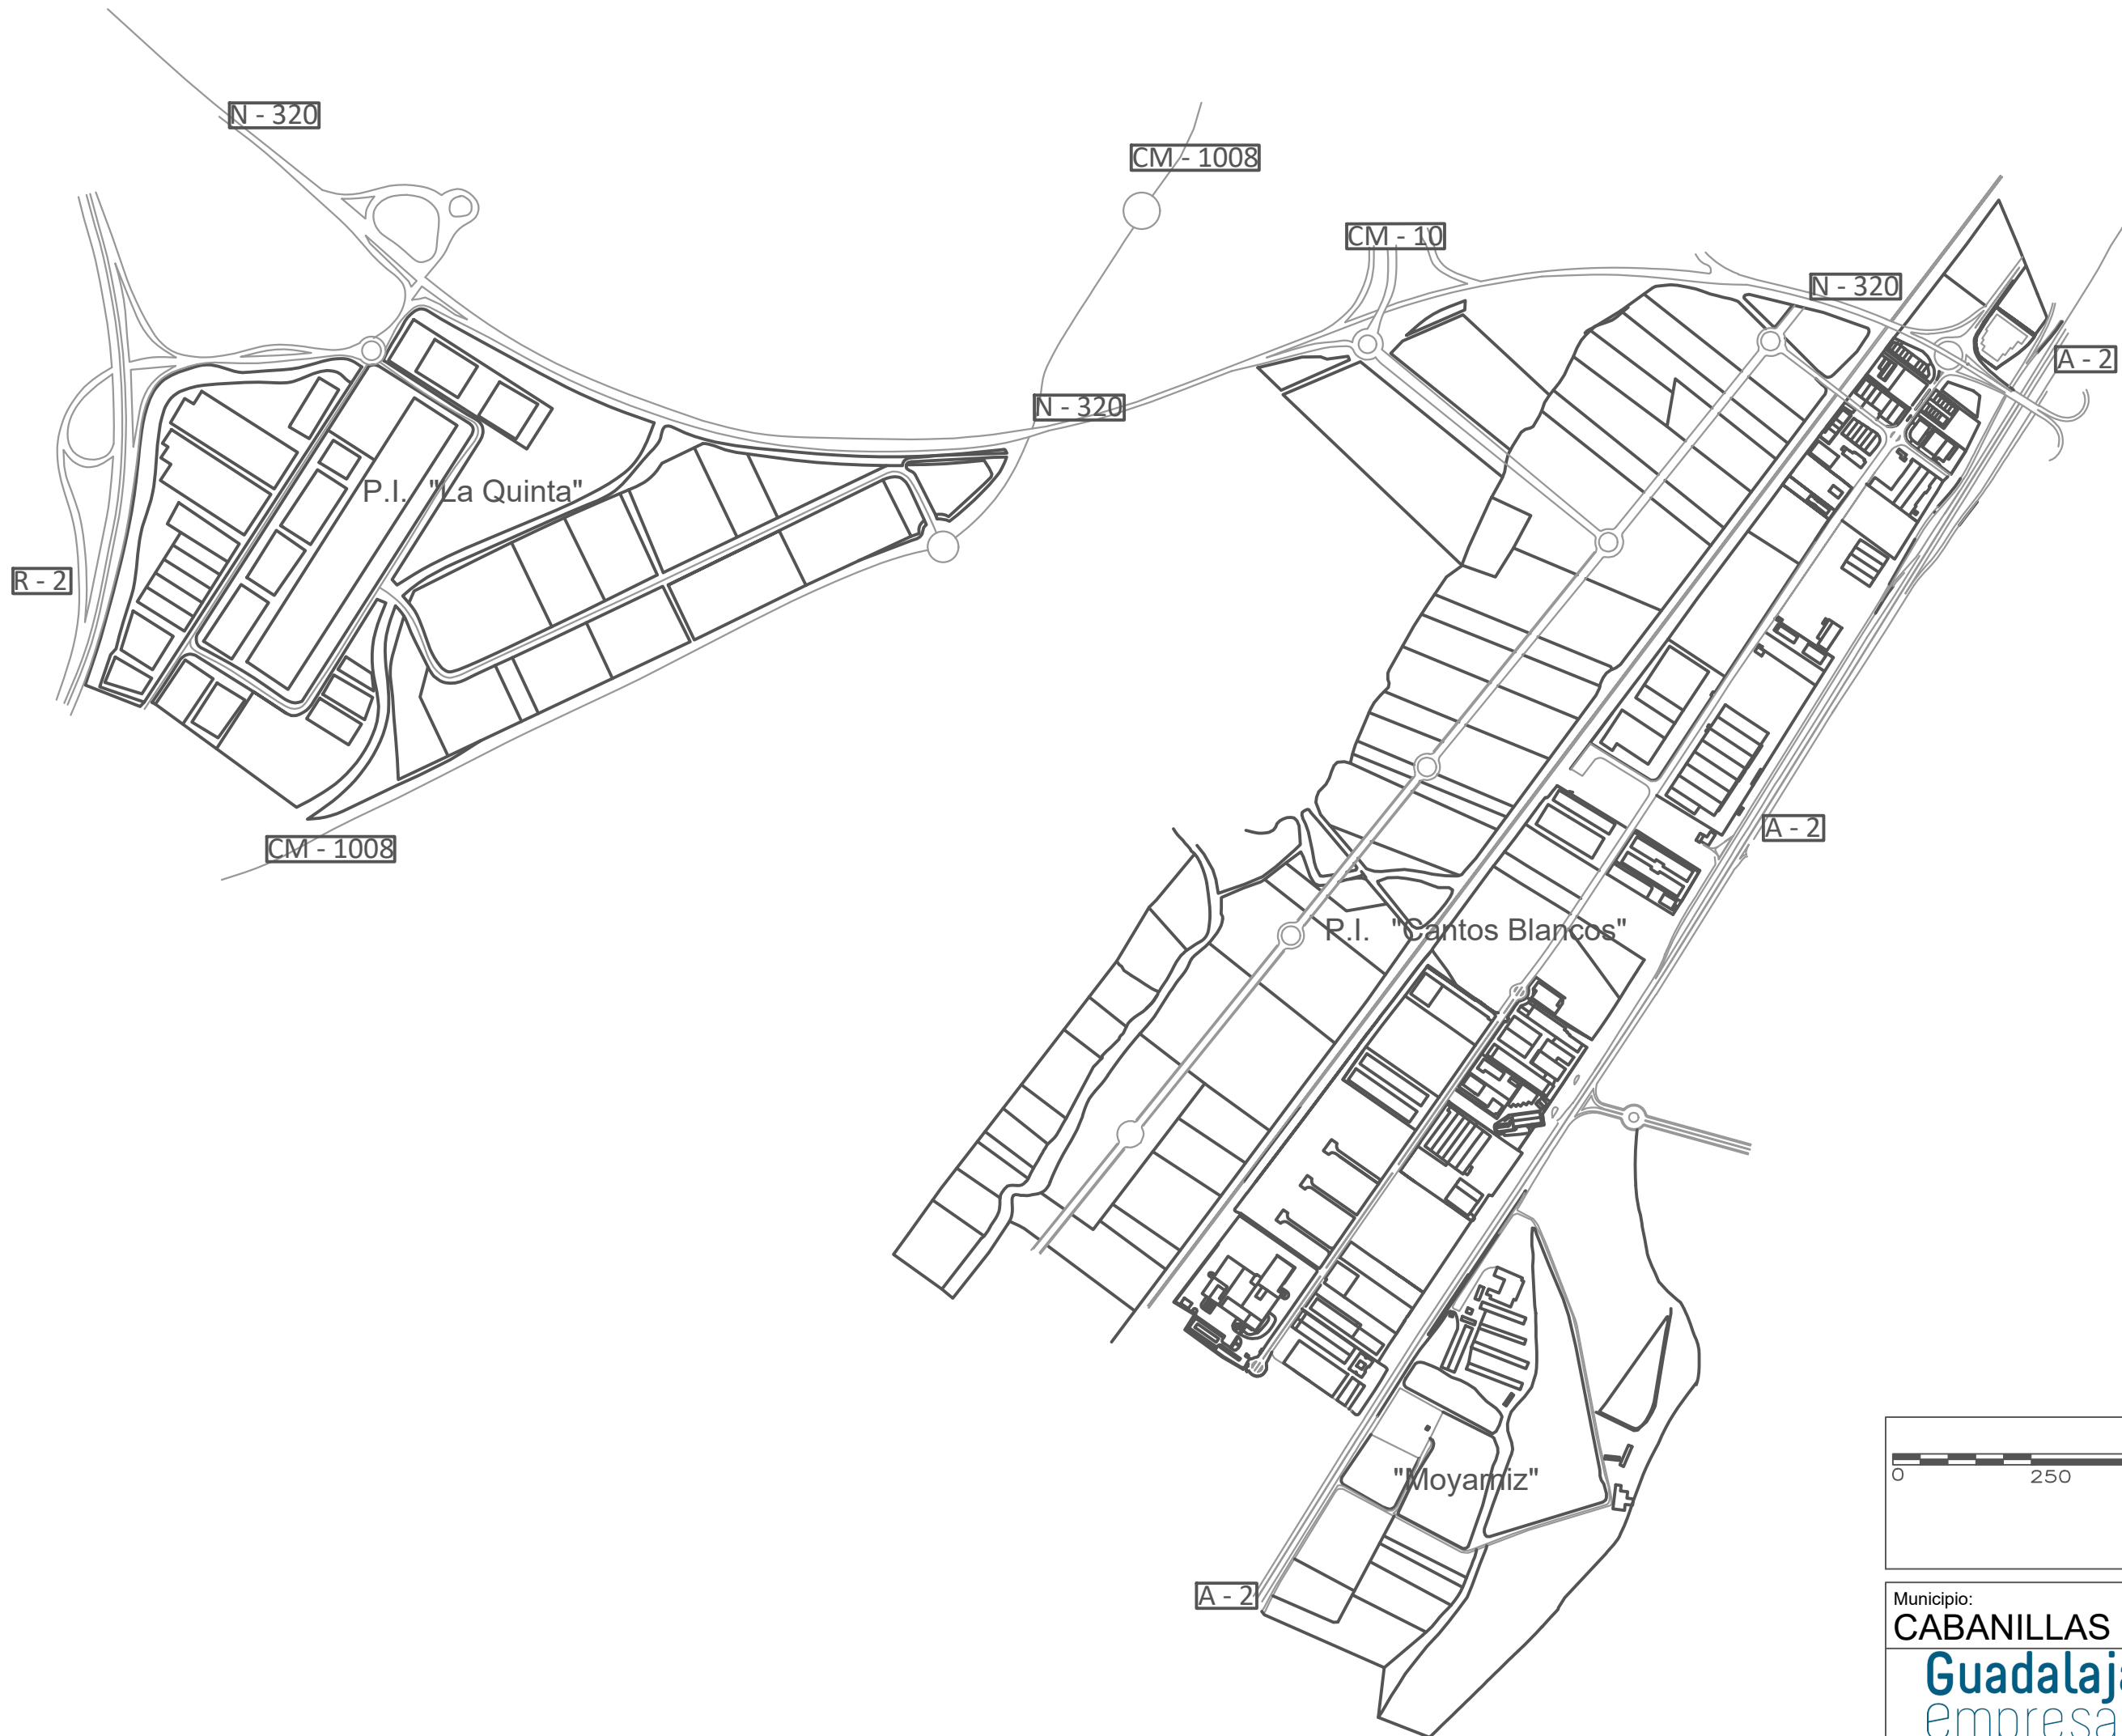 N - 320
CM - 1008
CM - 10
N - 320
A - 2
N - 320
P.I. "La Quinta"
R - 2
A - 2
CM - 1008
P.I. "Cantos Blancos"
"Moyarniz"
0 250
A - 2
Municipio:
CABANILLAS